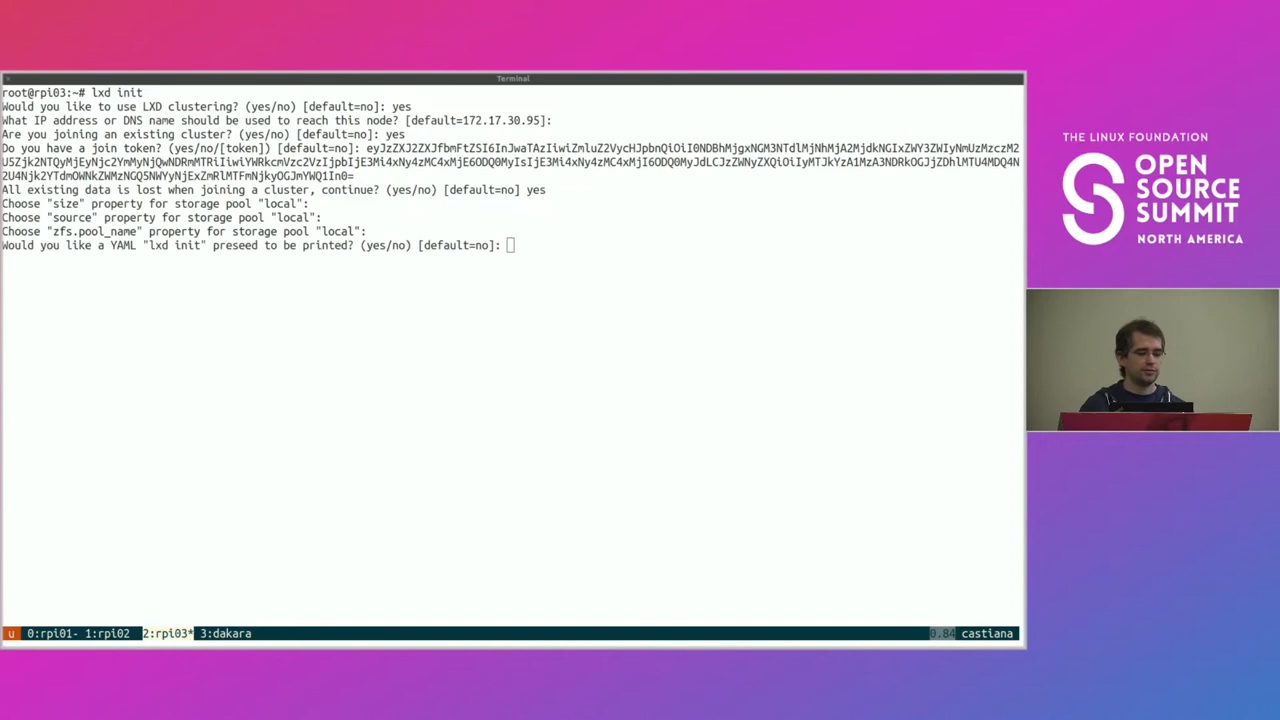 Terminal
root@rpi03:~# lxd init
Would you like to use LXD clustering? (yes/no) [default=no]: yes
What IP address or DNS name should be used to reach this node? [default=172.17.30.95]:
Are you joining an existing cluster? (yes/no) [default=no]: yes
Do you have a join token? (yes/no/[token]) [default=no]:
All existing data is lost when joining a cluster, continue? (yes/no) [default=no] yes
Choose "size" property for storage pool "local":
Choose "source" property for storage pool "local":
Choose "zfs.pool_name" property for storage pool "local":
Would you like a YAML "lxd init" preseed to be printed? (yes/no) [default=no]:
u 0:rpi01- 1:rpi02 2:rpi03* 3:dakara 0.84 castiana
THE LINUX FOUNDATION
OPEN
SOURCE
SUMMIT
NORTH AMERICA